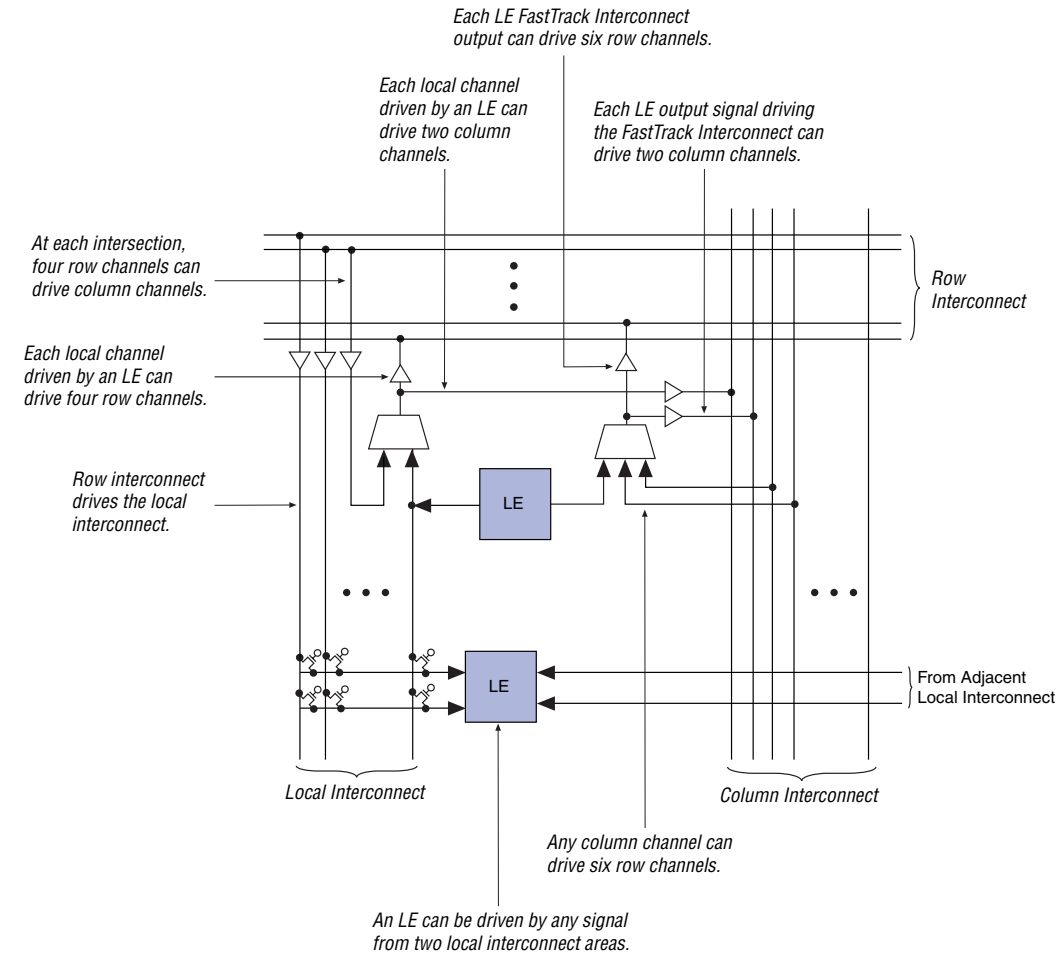 Each LE FastTrack Interconnect
output can drive six row channels.
Each local channel
driven by an LE can
drive two column
channels.
Each LE output signal driving
the FastTrack Interconnect can
drive two column channels.
At each intersection,
four row channels can
drive column channels.
Row
Interconnect
Each local channel
driven by an LE can
drive four row channels.
Row interconnect
drives the local
interconnect.
LE
LE
From Adjacent
Local Interconnect
Local Interconnect
Column Interconnect
Any column channel can
drive six row channels.
An LE can be driven by any signal
from two local interconnect areas.